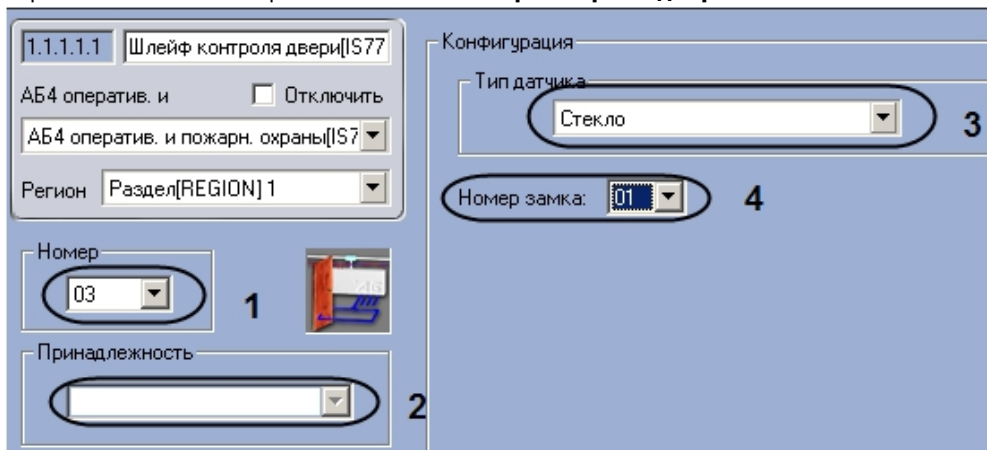 1.1.1.1.1 Шлейф контроля двери[IS77
АБ4 оператив. и Отключить
АБ4 оператив. и пожарн. охраны[IS7
Регион Раздел[REGION] 1
Номер
03
1
Принадлежность
2
Конфигурация
Тип датчика
Стекло
3
Номер замка: 01
4